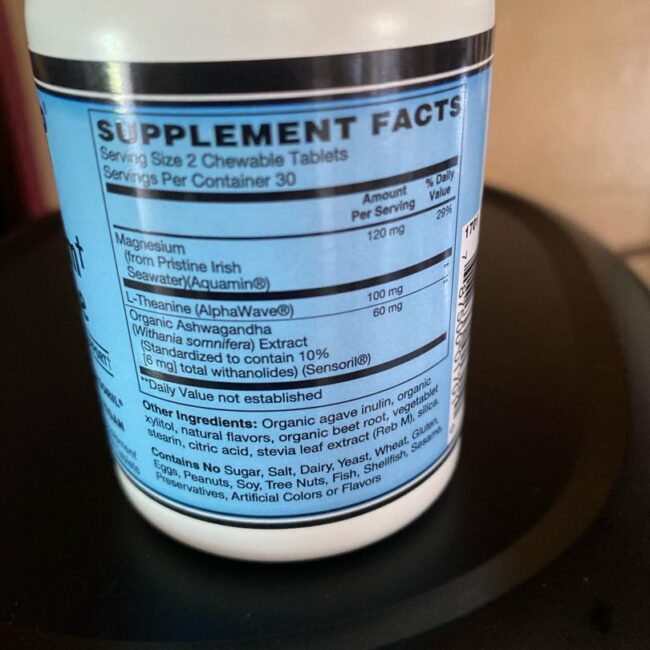 SUPPLEMENT FACTS
Serving Size 2 Chewable Tablets
Servings Per Container 30
Amount Per Serving
% Daily Value
Magnesium 120 mg 29%
(from Pristine Irish
Seawater)(Aquamin®)
L-Theanine (AlphaWave®) 100 mg
Organic Ashwagandha 60 mg
(Withania somnifera) Extract
(Standardized to contain 10%
[6 mg] total withanolides) (Sensoril®)
**Daily Value not established
Other Ingredients: Organic agave inulin, organic
xylitol, natural flavors, organic beet root, vegetable
stearin, citric acid, stevia leaf extract (Reb M), silica.
Contains No Sugar, Salt, Dairy, Yeast, Wheat, Gluten,
Eggs, Peanuts, Soy, Tree Nuts, Fish, Shellfish, Sesame,
Preservatives, Artificial Colors or Flavors